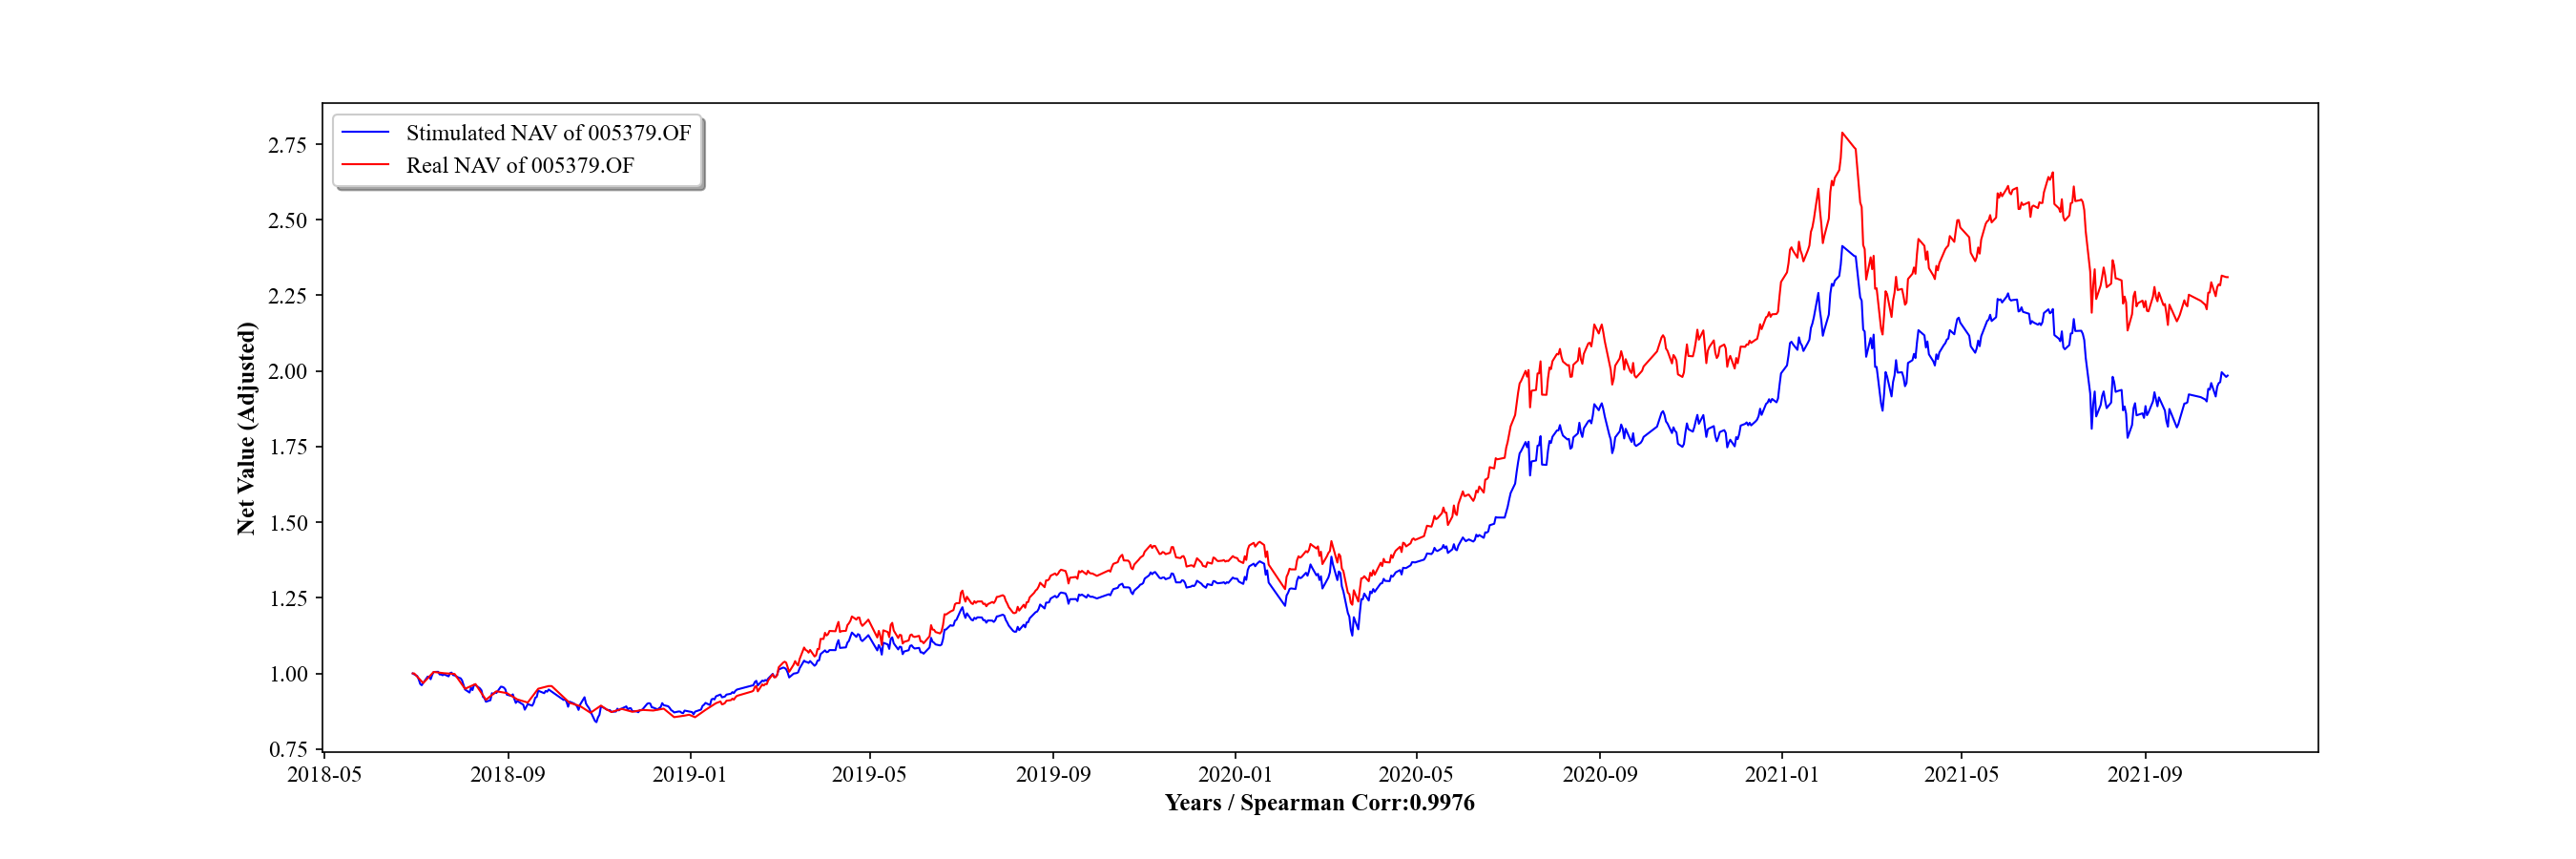 Stimulated NAV of 005379.OF
Real NAV of 005379.OF
2.75
2.50
2.25
2.00
1.75
1.50
1.25
1.00
0.75
Net Value (Adjusted)
2018-05 2018-09 2019-01 2019-05 2019-09 2020-01 2020-05 2020-09 2021-01 2021-05 2021-09
Years / Spearman Corr:0.9976